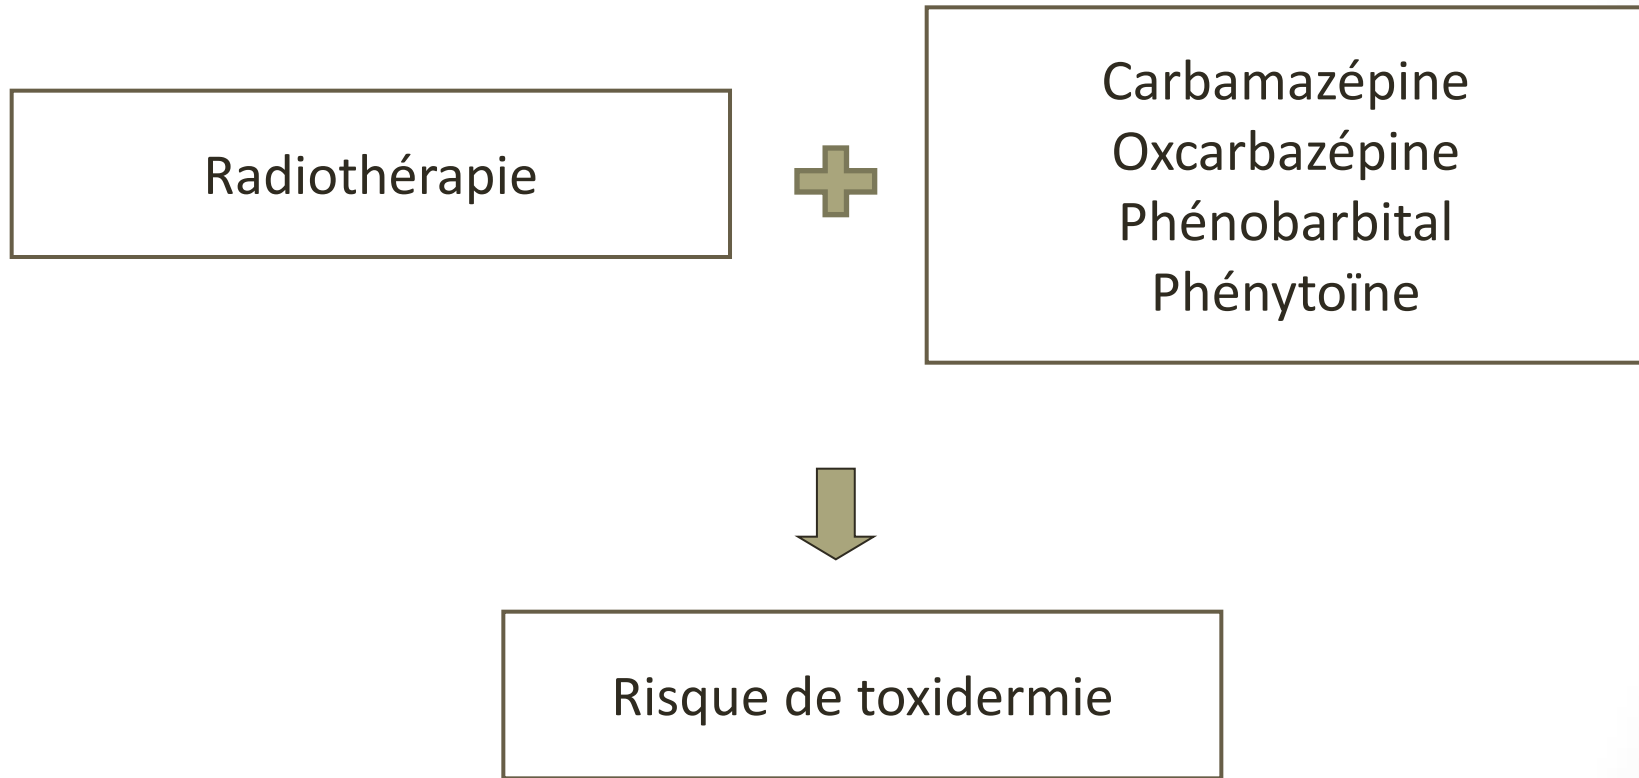 Radiothérapie
Carbamazépine
Oxcarbazépine
Phénobarbital
Phénytoïne
Risque de toxidermie